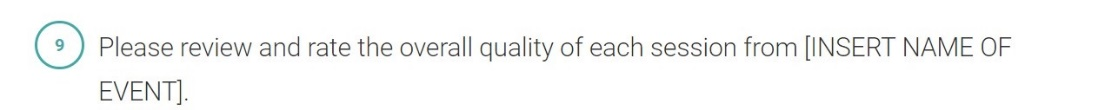 9 Please review and rate the overall quality of each session from [INSERT NAME OF
EVENT].